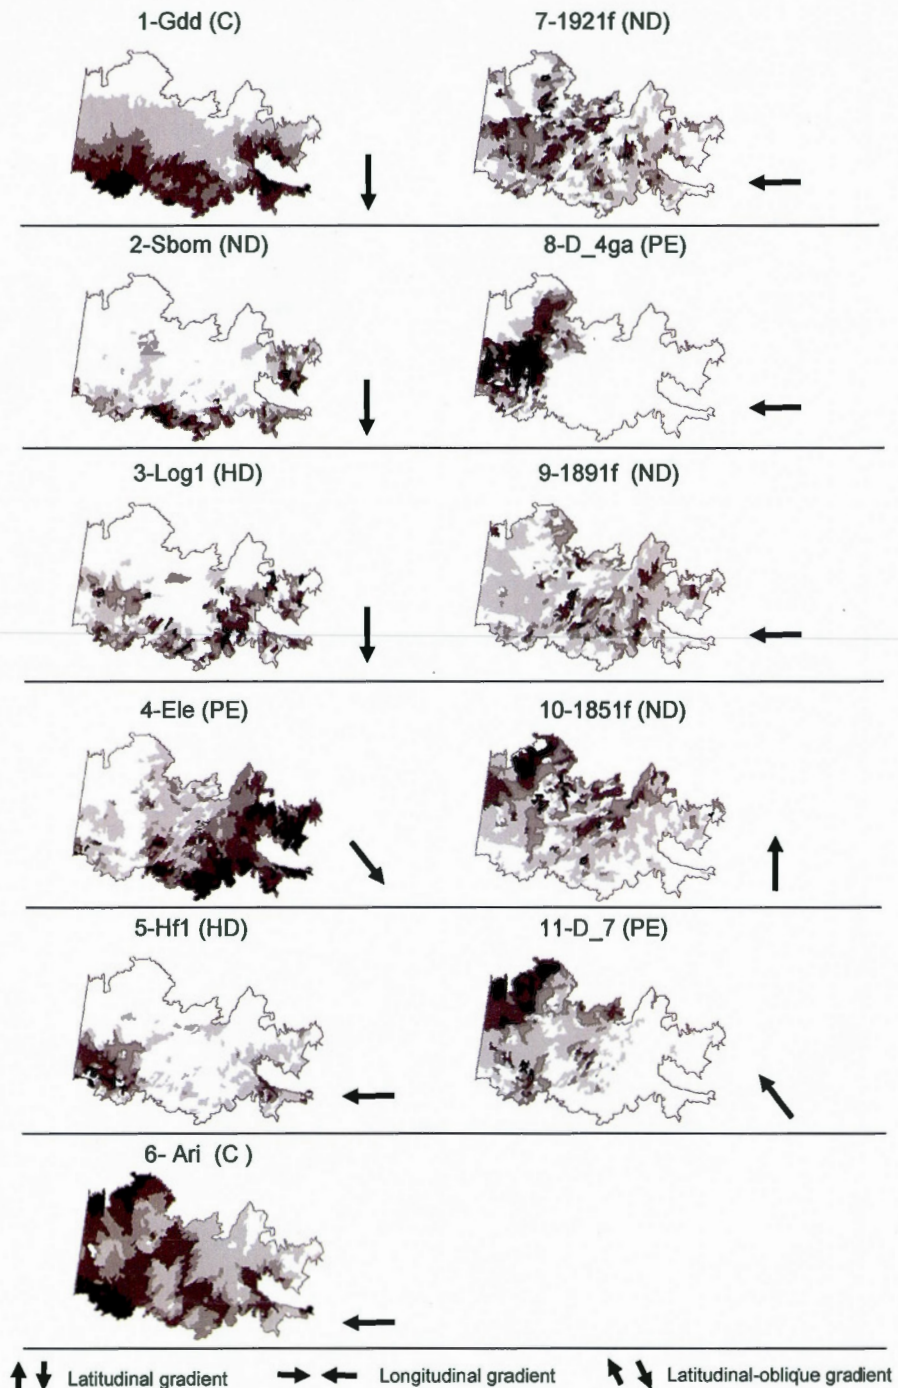 1-Gdd (C)
7-1921f (ND)
2-Sbom (ND)
8-D_4ga (PE)
3-Log1 (HD)
9-1891f (ND)
4-Ele (PE)
10-1851f (ND)
5-Hf1 (HD)
11-D_7 (PE)
6- Ari (C )
Latitudinal gradient
Longitudinal gradient
Latitudinal-oblique gradient